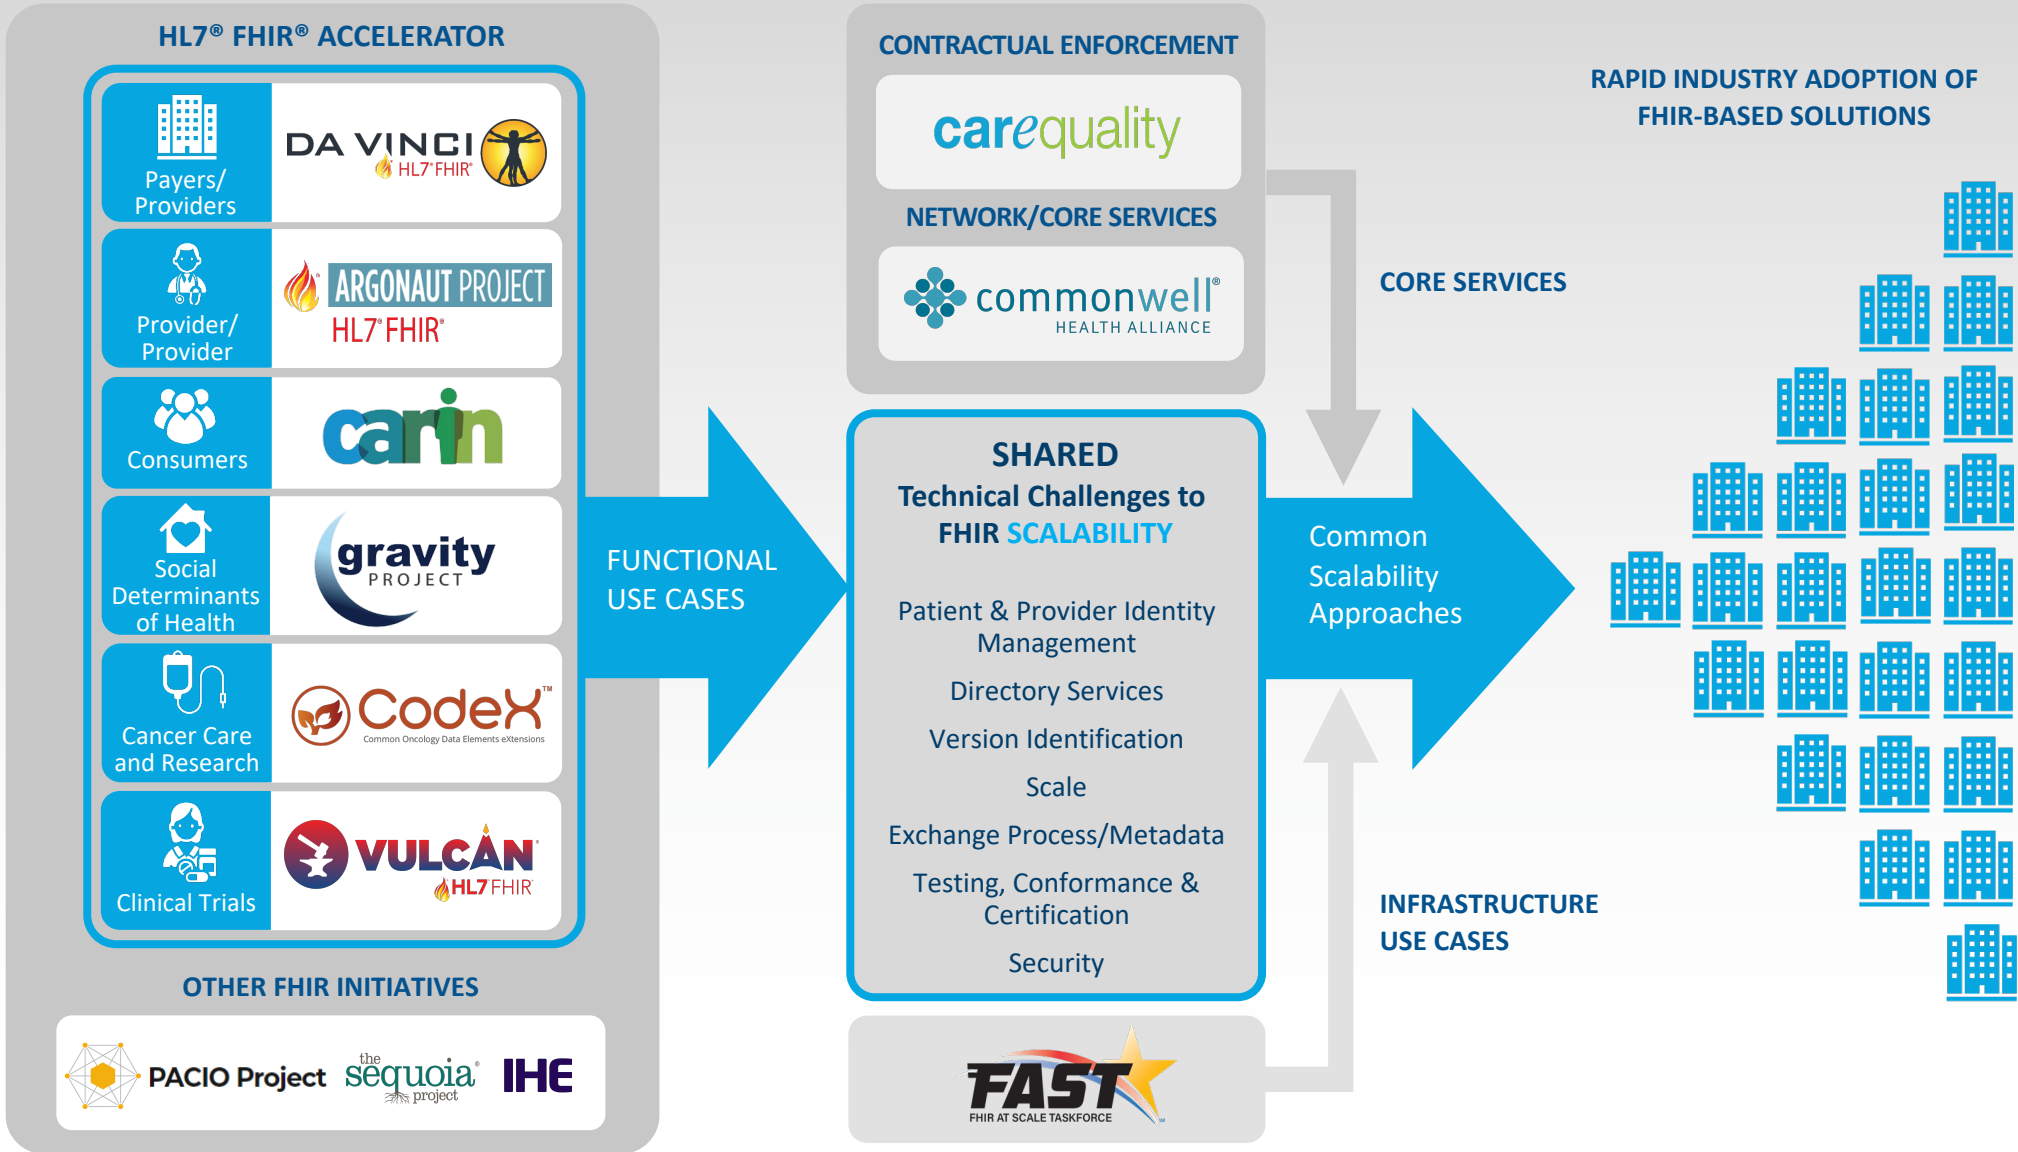 HL7® FHIR® ACCELERATOR
Payers/
Providers
DA VINCI
HL7® FHIR®
Provider/
Provider
ARGONAUT PROJECT
HL7® FHIR®
Consumers
carin
Social
Determinants
of Health
gravity
PROJECT
Cancer Care
and Research
CodeX™
Common Oncology Data Elements eXtensions
Clinical Trials
VULCAN®
HL7 FHIR®
OTHER FHIR INITIATIVES
PACIO Project
the
sequoia®
project
IHE
FUNCTIONAL
USE CASES
CONTRACTUAL ENFORCEMENT
carequality
NETWORK/CORE SERVICES
commonwell®
HEALTH ALLIANCE
SHARED
Technical Challenges to
FHIR SCALABILITY
Patient & Provider Identity
Management
Directory Services
Version Identification
Scale
Exchange Process/Metadata
Testing, Conformance &
Certification
Security
FAST
FHIR AT SCALE TASKFORCE
CORE SERVICES
Common
Scalability
Approaches
INFRASTRUCTURE
USE CASES
RAPID INDUSTRY ADOPTION OF
FHIR-BASED SOLUTIONS